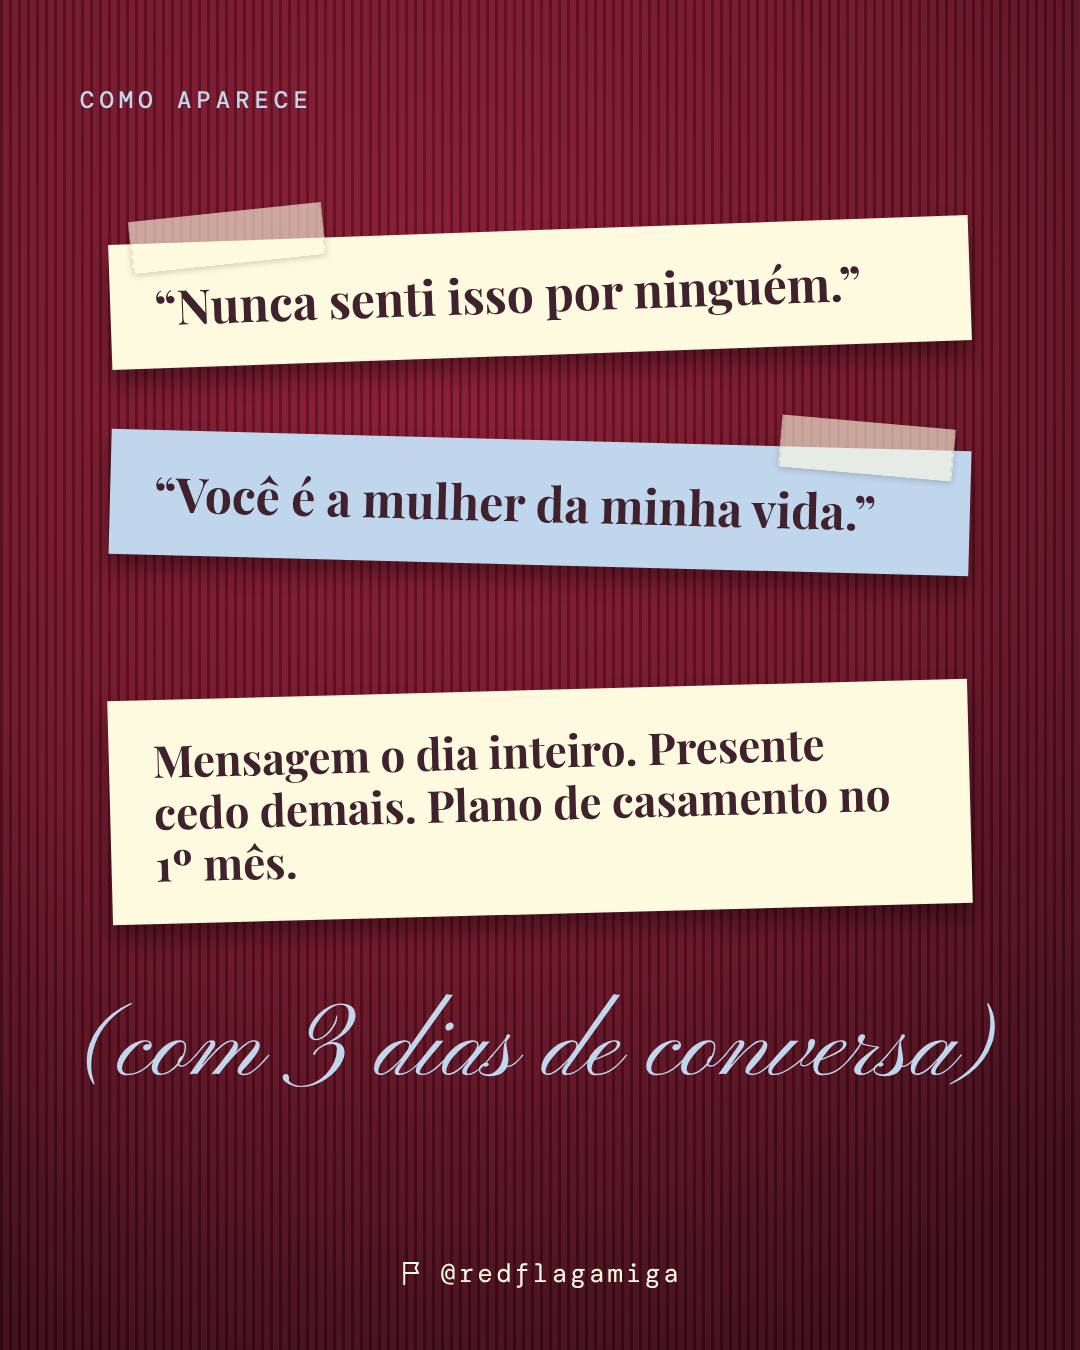 COMO APARECE
“Nunca senti isso por ninguém.”
“Você é a mulher da minha vida.”
Mensagem o dia inteiro. Presente
cedo demais. Plano de casamento no
1º mês.
(com 3 dias de conversa)
@redflagamiga